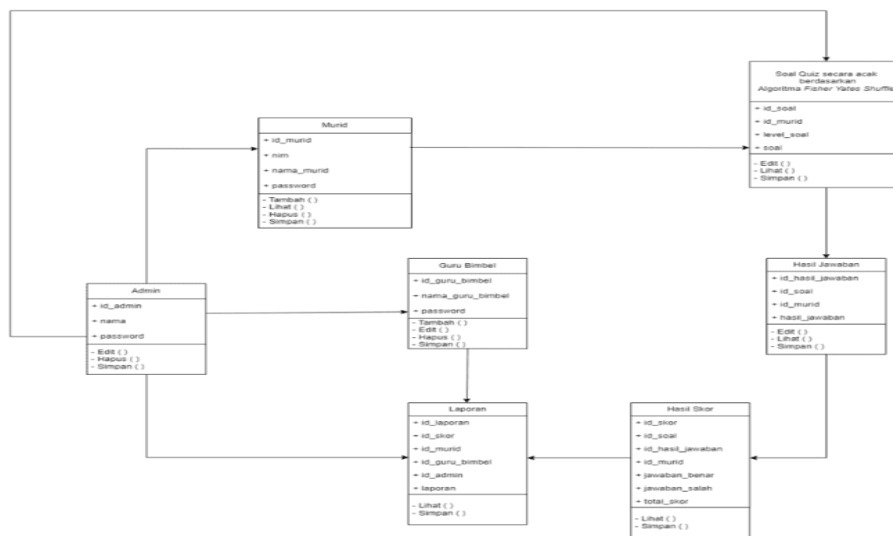 Soal Quiz secara acak
berdasarkan
Algoritma Fisher Yates Shuffle
+ id_soal
+ id_murid
+ level_soal
+ soal
- Edit ( )
- Lihat ( )
- Simpan ( )
Murid
+ id_murid
+ nim
+ nama_murid
+ password
- Tambah ( )
- Lihat ( )
- Hapus ( )
- Simpan ( )
Guru Bimbel
+ id_guru_bimbel
+ nama_guru_bimbel
+ password
- Tambah ( )
- Edit ( )
- Hapus ( )
- Simpan ( )
Hasil Jawaban
+ id_hasil_jawaban
+ id_soal
+ id_murid
+ hasil_jawaban
- Edit ( )
- Lihat ( )
- Simpan ( )
Admin
+ id_admin
+ nama
+ password
- Edit ( )
- Hapus ( )
- Simpan ( )
Laporan
+ id_laporan
+ id_skor
+ id_murid
+ id_guru_bimbel
+ id_admin
+ laporan
- Lihat ( )
- Simpan ( )
Hasil Skor
+ id_skor
+ id_soal
+ id_hasil_jawaban
+ id_murid
+ jawaban_benar
+ jawaban_salah
+ total_skor
- Lihat ( )
- Simpan ( )